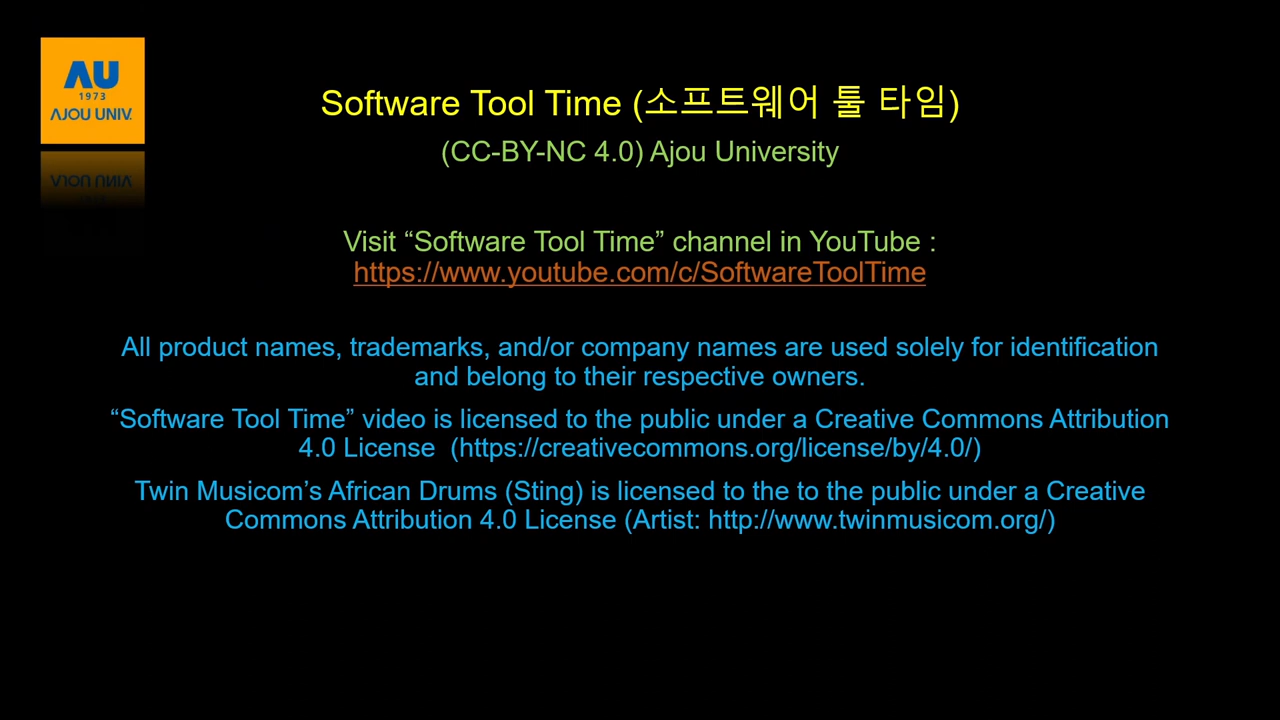 AU
1973
AJOU UNIV.
Software Tool Time (소프트웨어 툴 타임)
(CC-BY-NC 4.0) Ajou University
Visit “Software Tool Time” channel in YouTube :
https://www.youtube.com/c/SoftwareToolTime
All product names, trademarks, and/or company names are used solely for identification
and belong to their respective owners.
“Software Tool Time” video is licensed to the public under a Creative Commons Attribution
4.0 License  (https://creativecommons.org/license/by/4.0/)
Twin Musicom’s African Drums (Sting) is licensed to the to the public under a Creative
Commons Attribution 4.0 License (Artist: http://www.twinmusicom.org/)